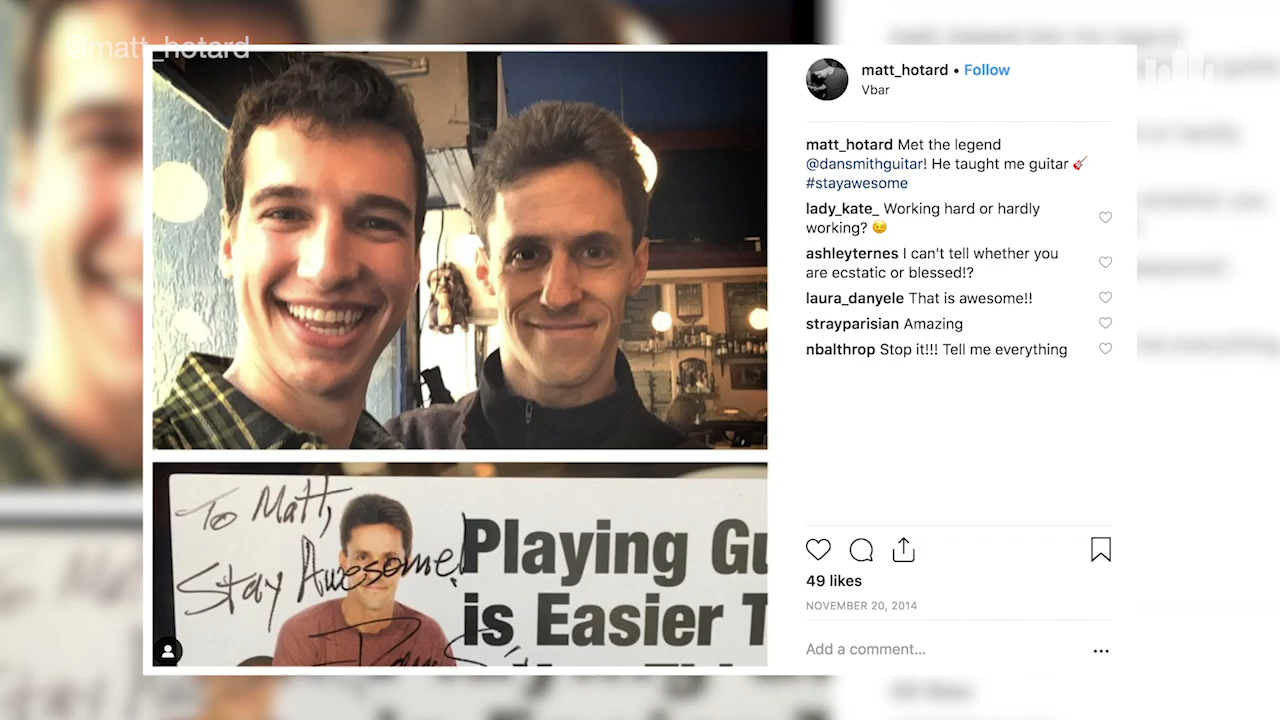 @matt_hotard
matt_hotard • Follow
Vbar
matt_hotard Met the legend
@dansmithguitar! He taught me guitar 🎸
#stayawesome
lady_kate_ Working hard or hardly
working? 😉
ashleyternes I can't tell whether you
are ecstatic or blessed!?
laura_danyele That is awesome!!
strayparisian Amazing
nbalthrop Stop it!!! Tell me everything
49 likes
NOVEMBER 20, 2014
Add a comment...
To Matt,
Stay Awesome!
Playing Gu
is Easier T